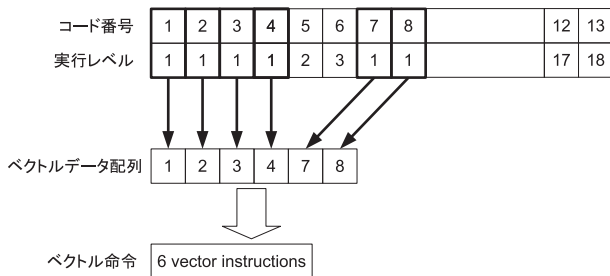 コード番号 1 2 3 4 5 6 7 8 12 13
実行レベル 1 1 1 1 2 3 1 1 17 18
ベクトルデータ配列 1 2 3 4 7 8
ベクトル命令 6 vector instructions